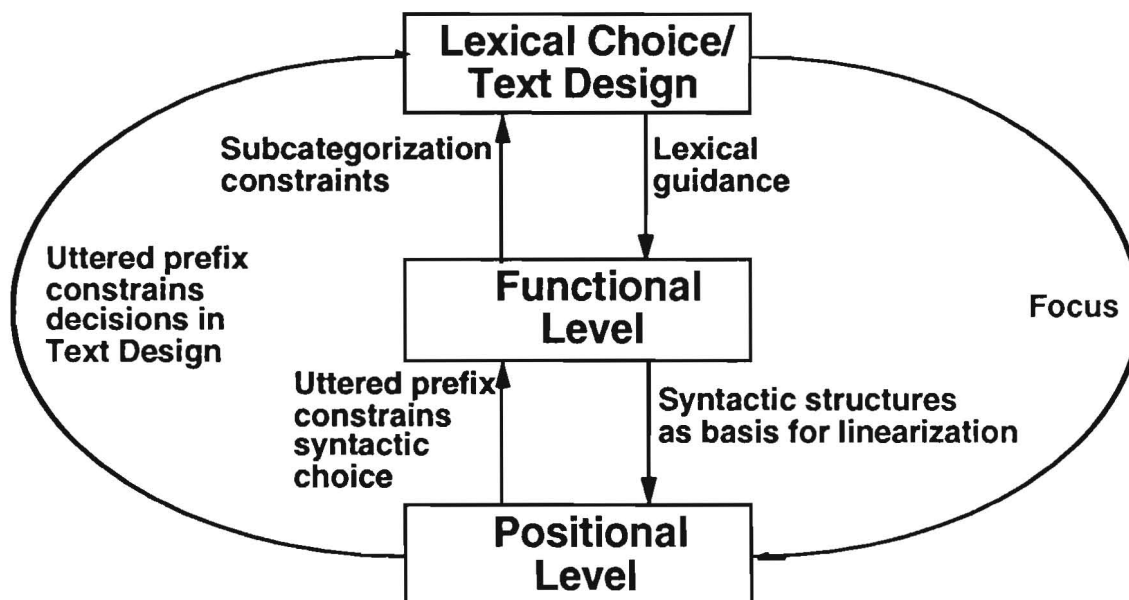 Lexical Choice/
Text Design
Subcategorization
constraints
Lexical
guidance
Uttered prefix
constrains
decisions in
Text Design
Functional
Level
Focus
Uttered prefix
constrains
syntactic
choice
Syntactic structures
as basis for linearization
Positional
Level